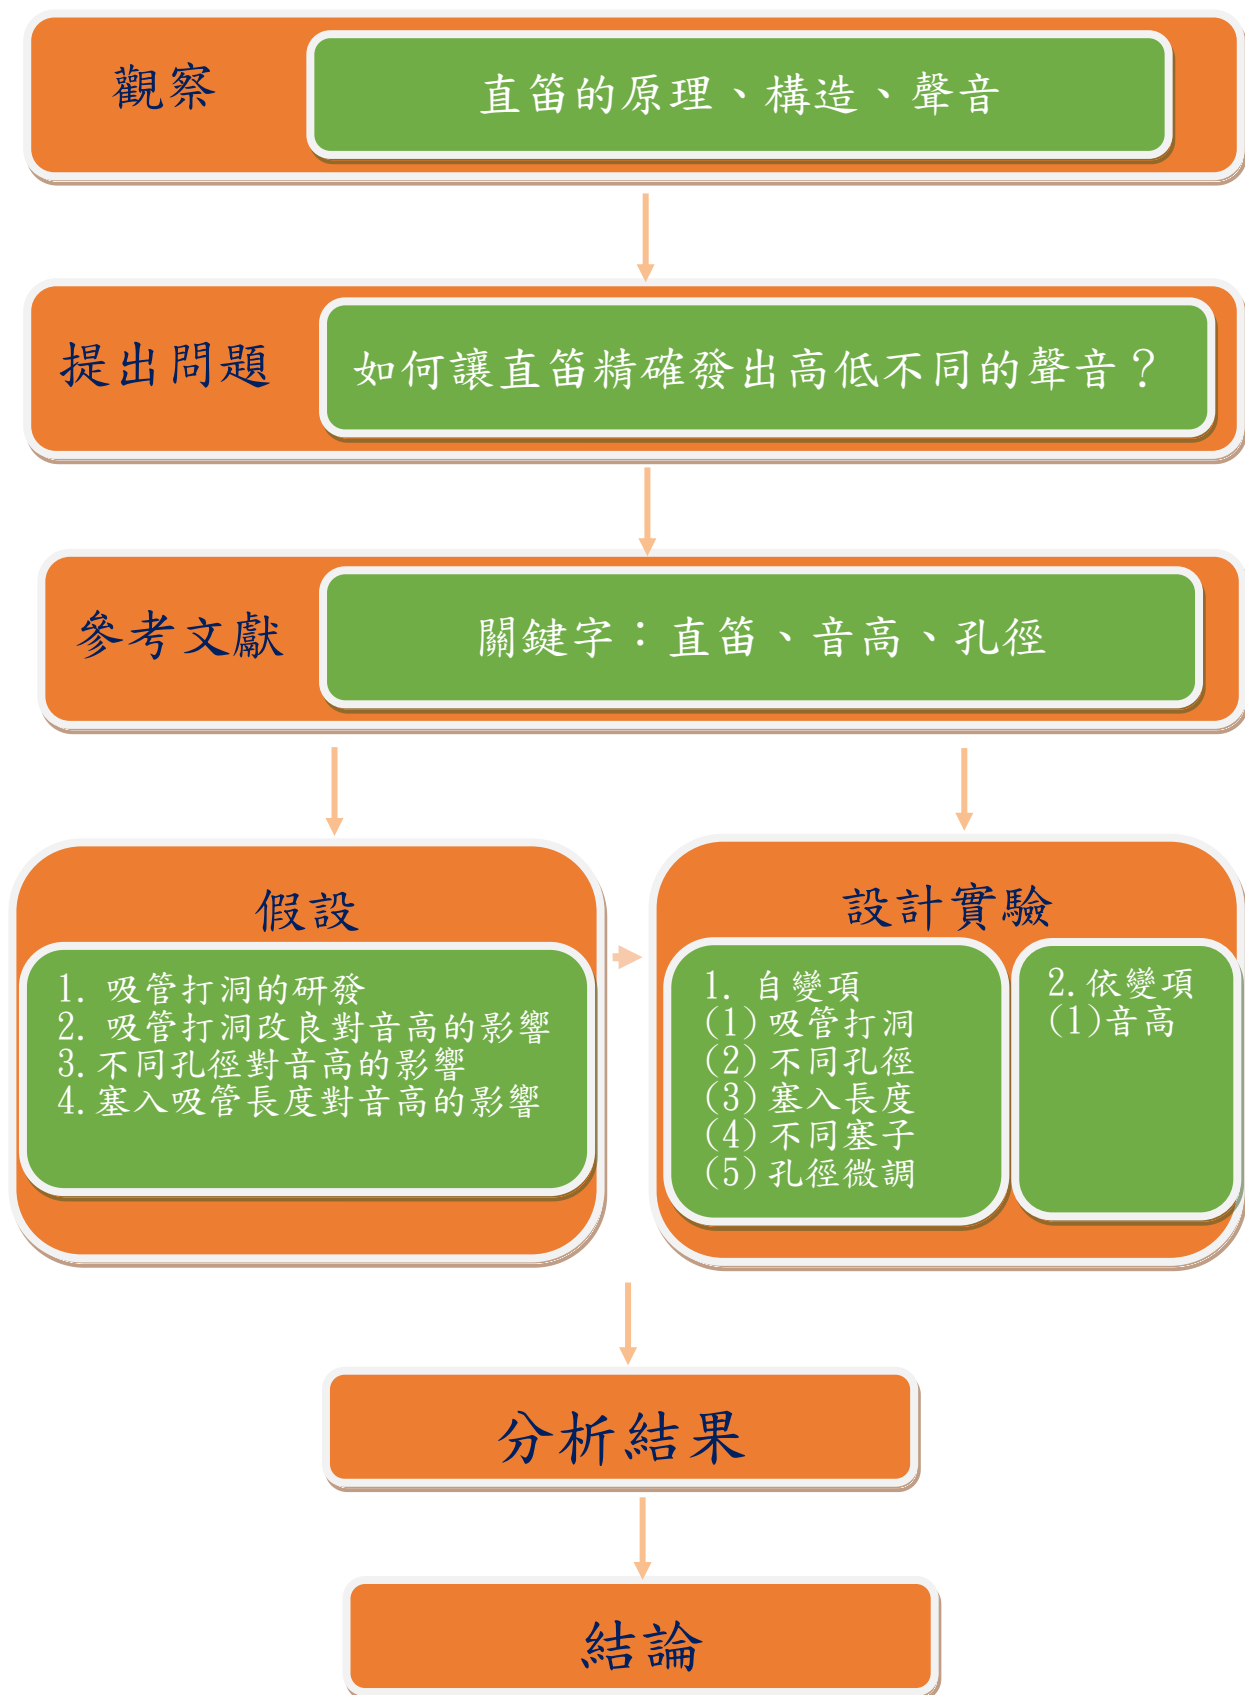 觀察
直笛的原理、構造、聲音
提出問題
如何讓直笛精確發出高低不同的聲音？
參考文獻
關鍵字：直笛、音高、孔徑
假設
1. 吸管打洞的研發
2. 吸管打洞改良對音高的影響
3.不同孔徑對音高的影響
4.塞入吸管長度對音高的影響
設計實驗
1. 自變項
(1)吸管打洞
(2)不同孔徑
(3)塞入長度
(4)不同塞子
(5)孔徑微調
2.依變項
(1)音高
分析結果
結論